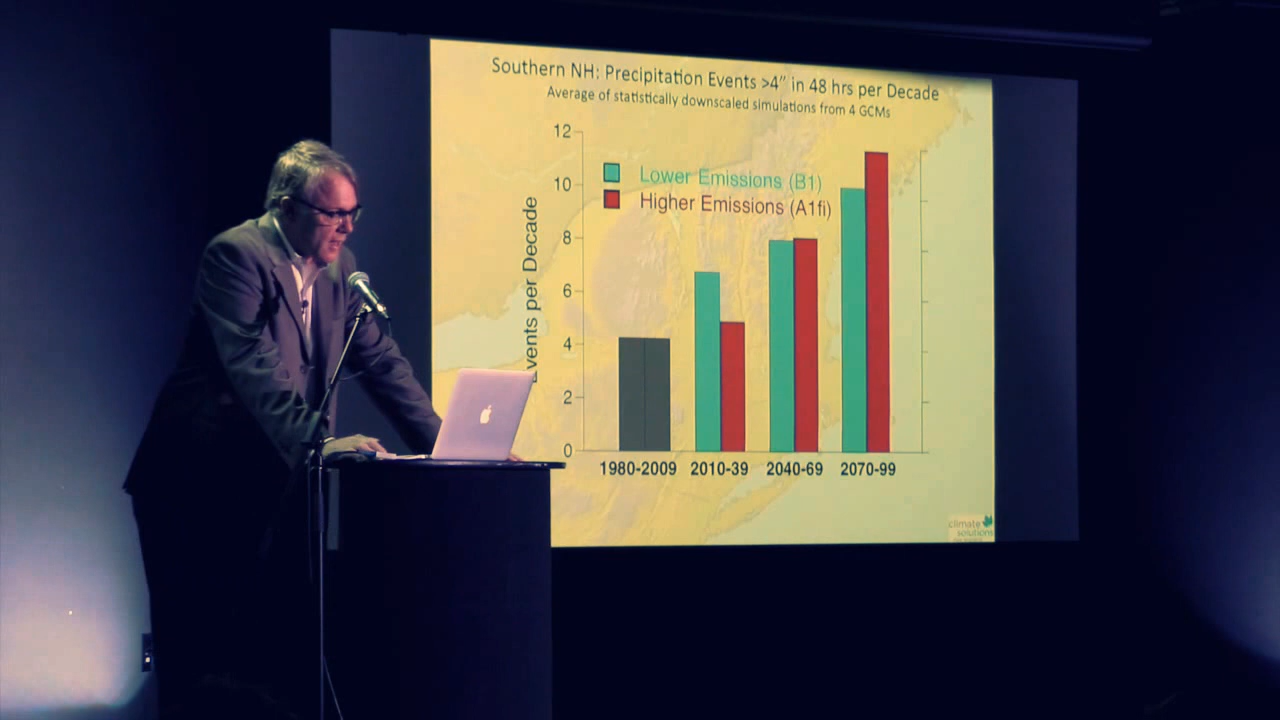 Southern NH: Precipitation Events >4” in 48 hrs per Decade
Average of statistically downscaled simulations from 4 GCMs
12
10
8
6
4
2
0
Events per Decade
Lower Emissions (B1)
Higher Emissions (A1fi)
1980-2009 2010-39 2040-69 2070-99
climate
solutions